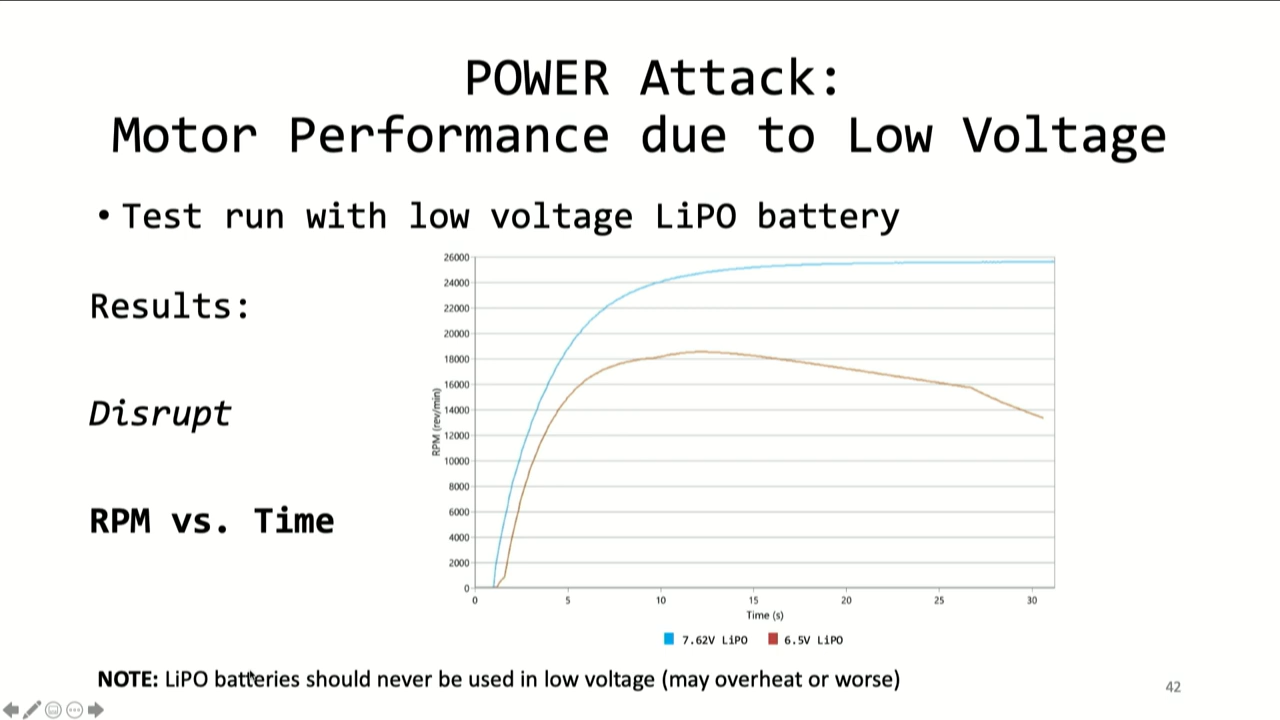 POWER Attack:
Motor Performance due to Low Voltage
• Test run with low voltage LiPO battery
Results:
Disrupt
RPM vs. Time
26000
24000
22000
20000
18000
16000
14000
12000
10000
8000
6000
4000
2000
0
RPM (rev/min)
0 5 10 15 20 25 30
Time (s)
7.62V LiPO 6.5V LiPO
NOTE: LiPO batteries should never be used in low voltage (may overheat or worse)
42